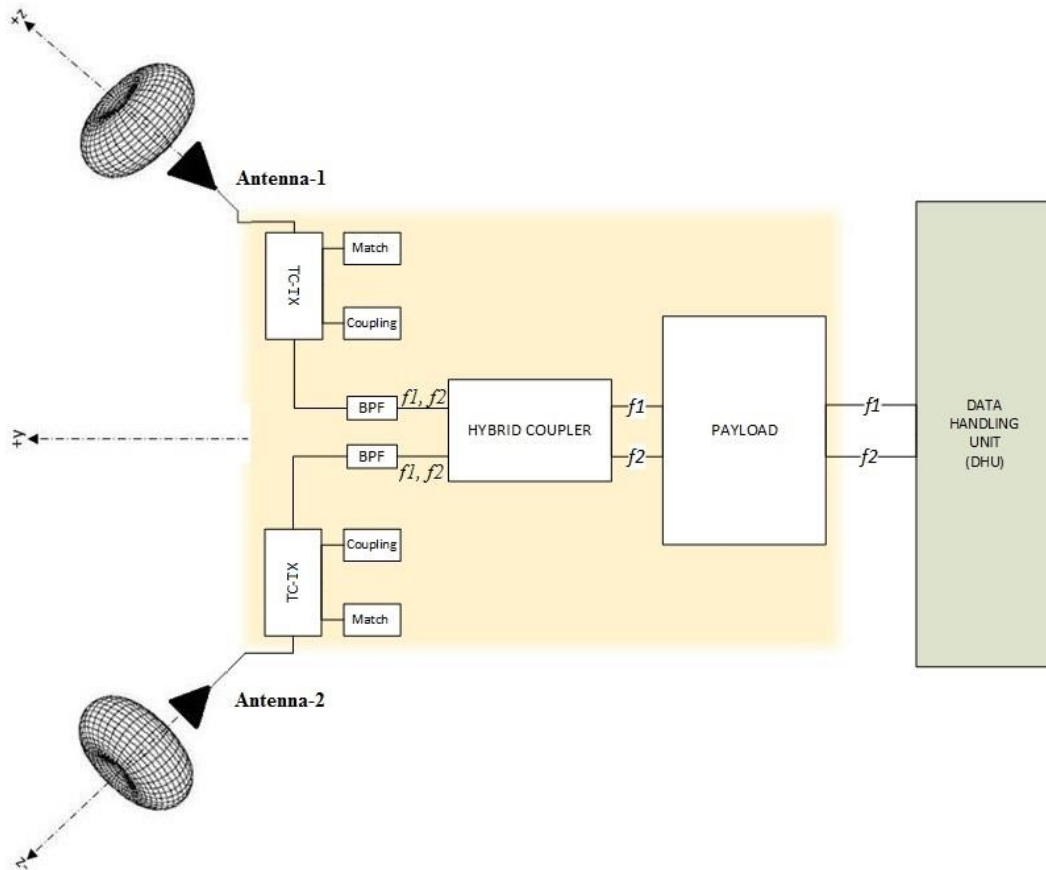 +z
Antenna-1
TC-TX
Match
Coupling
BPF
f1, f2
HYBRID COUPLER
f1
f2
PAYLOAD
f1
f2
DATA
HANDLING
UNIT
(DHU)
+y
BPF
f1, f2
TC-TX
Coupling
Match
Antenna-2
-z